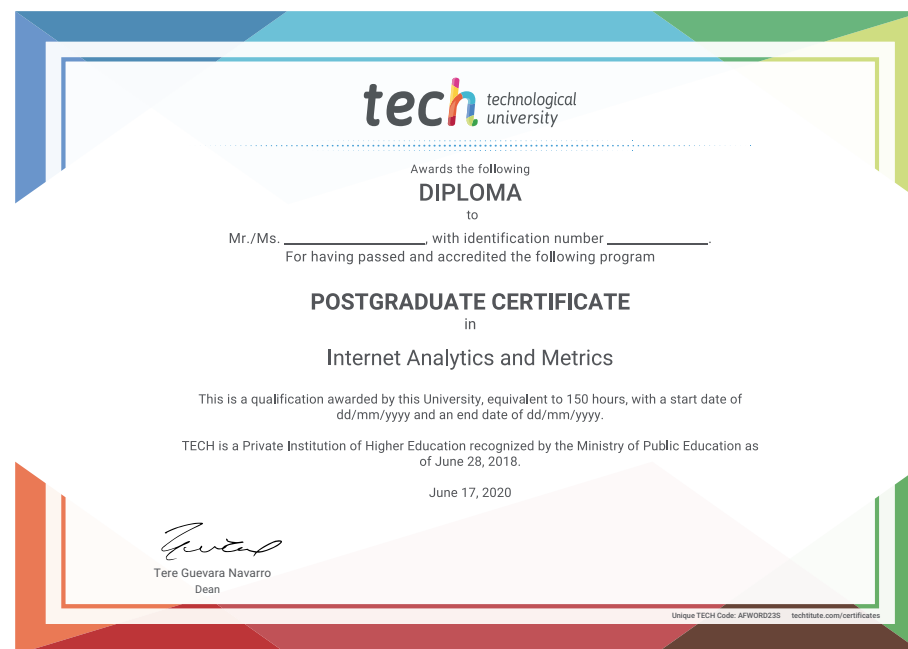 tech technological
university
Awards the following
DIPLOMA
to
Mr./Ms. ____________________, with identification number ______________.
For having passed and accredited the following program
POSTGRADUATE CERTIFICATE
in
Internet Analytics and Metrics
This is a qualification awarded by this University, equivalent to 150 hours, with a start date of
dd/mm/yyyy and an end date of dd/mm/yyyy.
TECH is a Private Institution of Higher Education recognized by the Ministry of Public Education as
of June 28, 2018.
June 17, 2020
Tere Guevara Navarro
Dean
Unique TECH Code: AFWORD23S techtitute.com/certificates